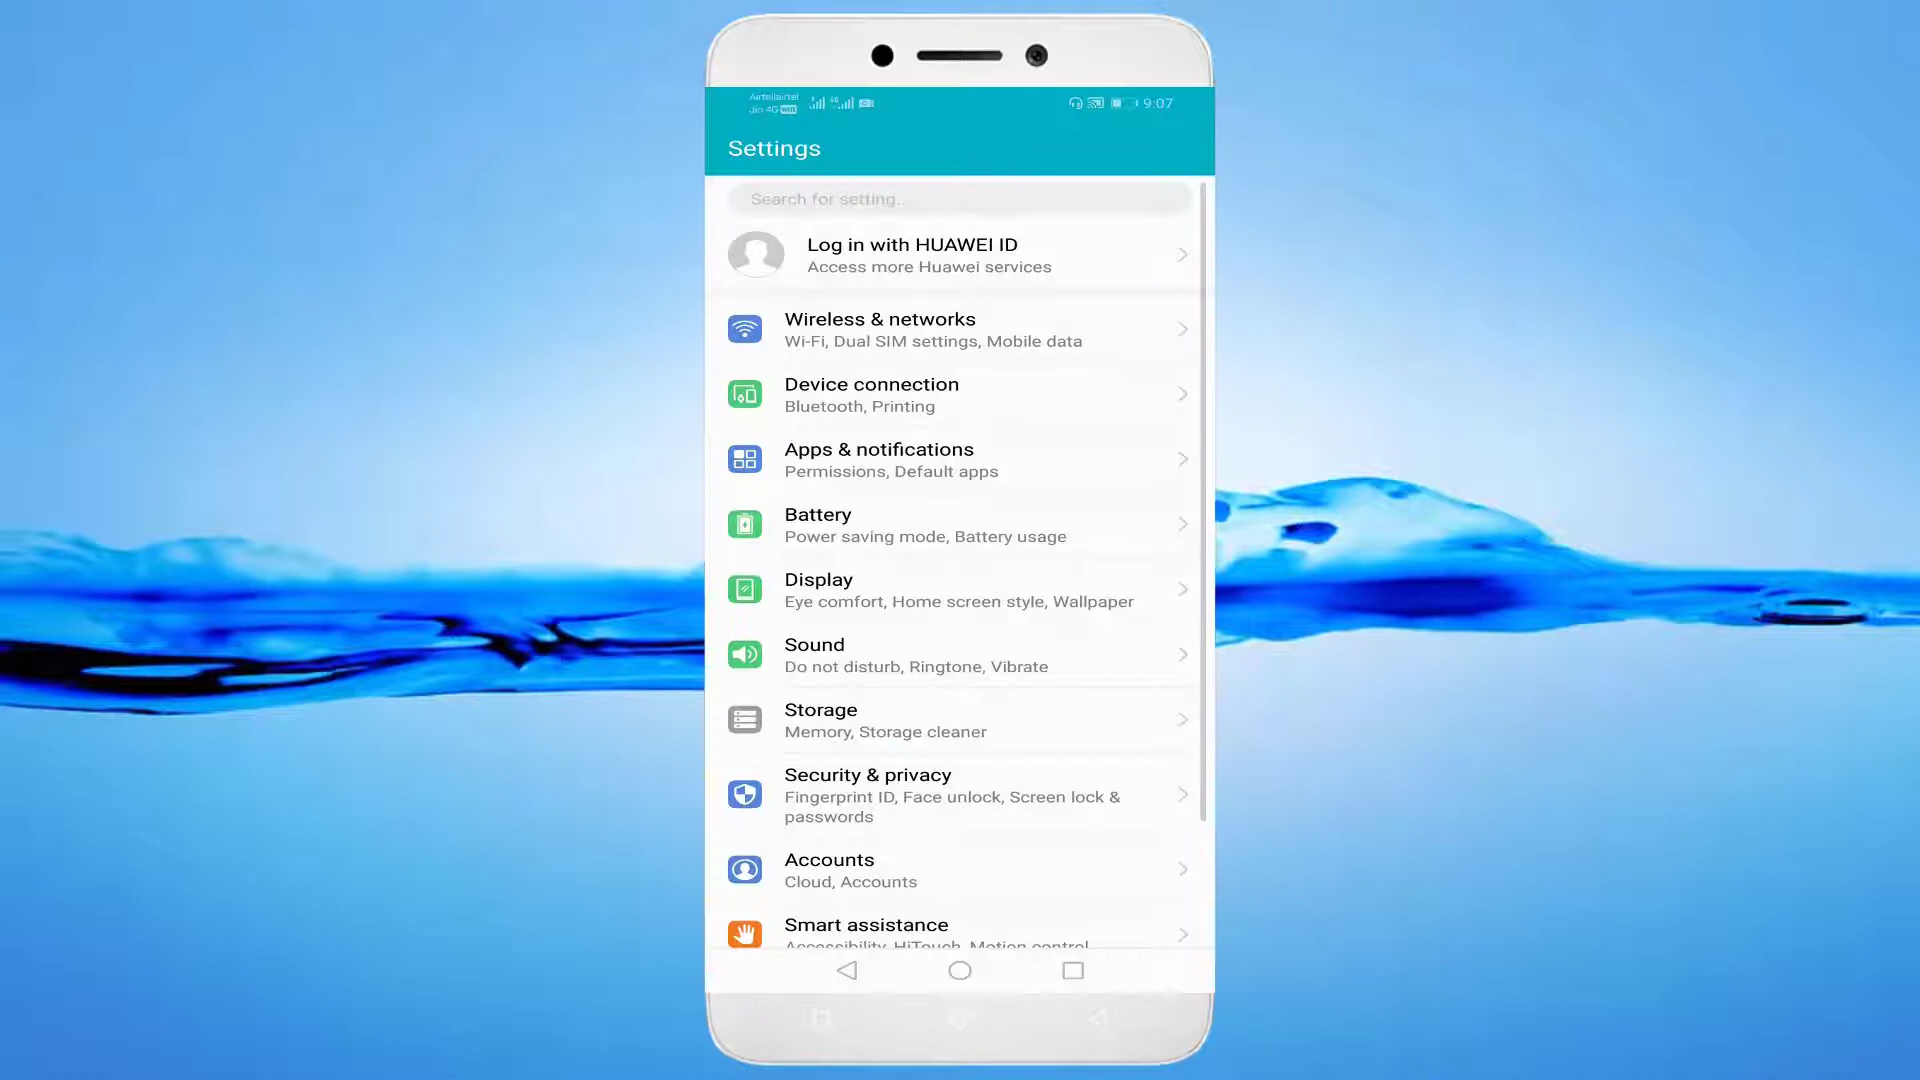 Airtel|airtel
Jio 4G
9:07
Settings
Search for setting..
Log in with HUAWEI ID
Access more Huawei services
Wireless & networks
Wi-Fi, Dual SIM settings, Mobile data
Device connection
Bluetooth, Printing
Apps & notifications
Permissions, Default apps
Battery
Power saving mode, Battery usage
Display
Eye comfort, Home screen style, Wallpaper
Sound
Do not disturb, Ringtone, Vibrate
Storage
Memory, Storage cleaner
Security & privacy
Fingerprint ID, Face unlock, Screen lock &
passwords
Accounts
Cloud, Accounts
Smart assistance
Accessibility, HiTouch, Motion control